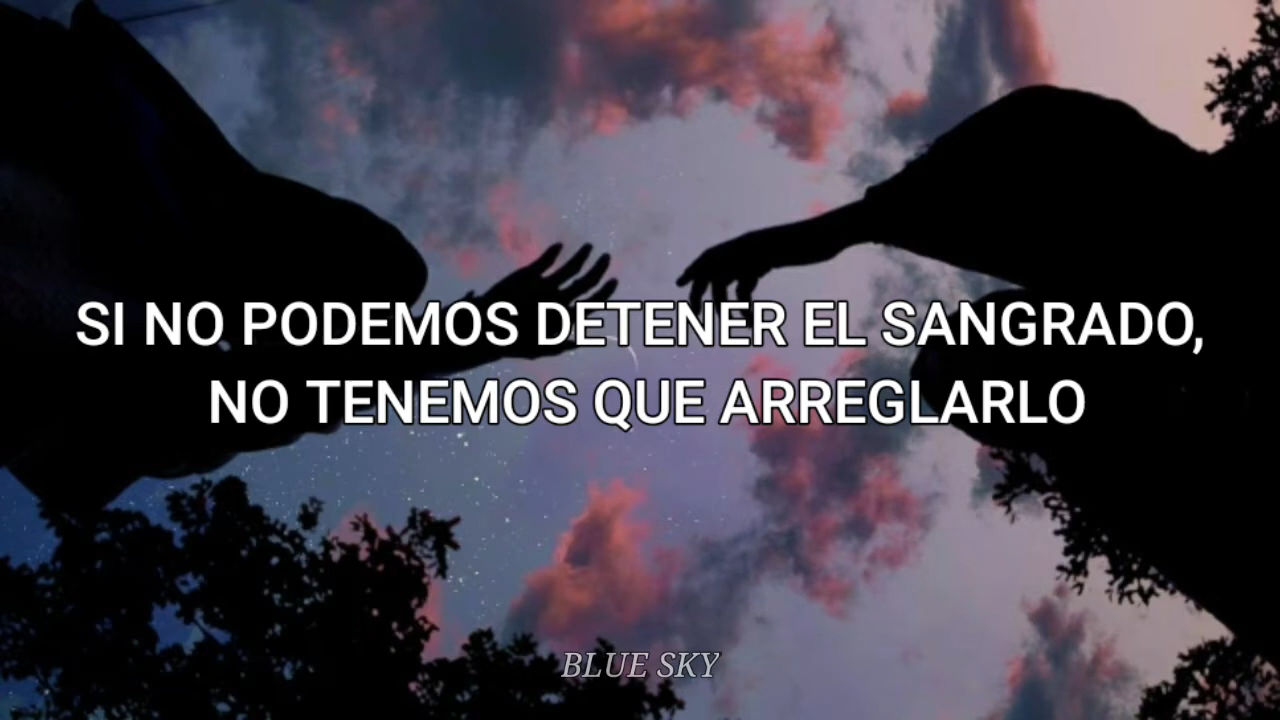 SI NO PODEMOS DETENER EL SANGRADO,
NO TENEMOS QUE ARREGLARLO
BLUE SKY